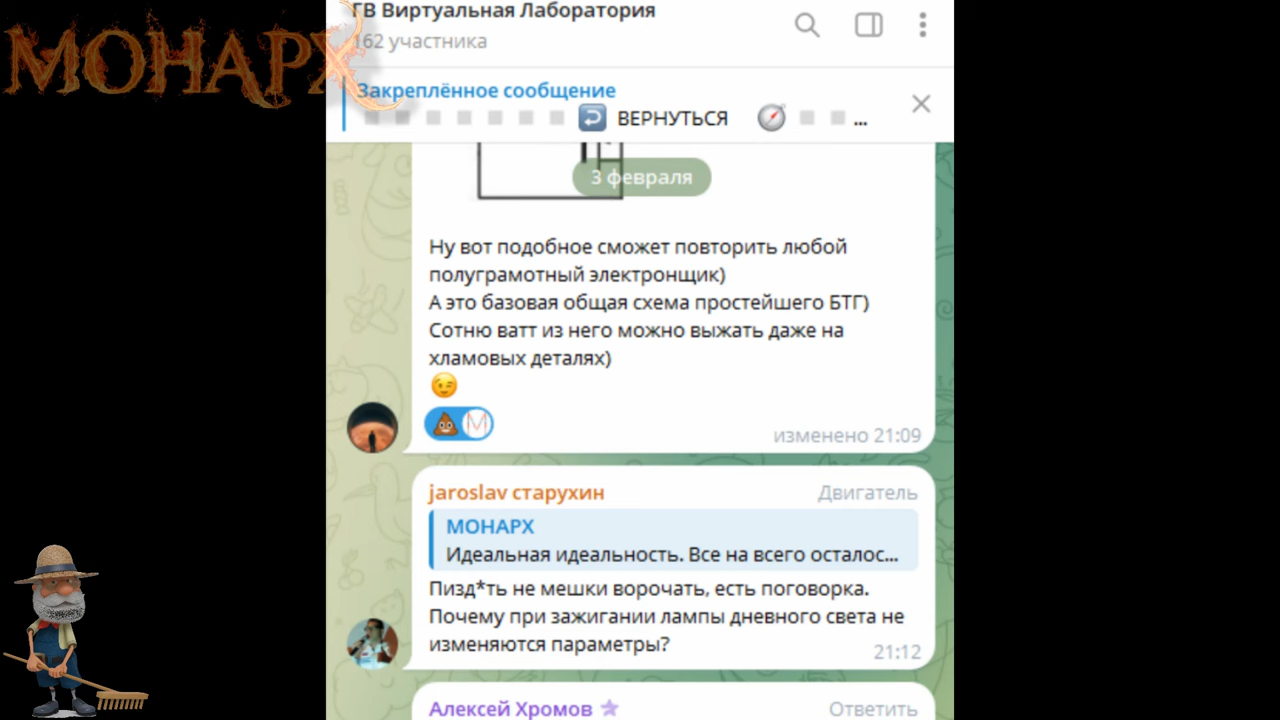 МОНАРХ
ГВ Виртуальная Лаборатория
162 участника
Закреплённое сообщение
ВЕРНУТЬСЯ ...
3 февраля
Ну вот подобное сможет повторить любой
полуграмотный электронщик)
А это базовая общая схема простейшего БТГ)
Сотню ватт из него можно выжать даже на
хламовых деталях)
изменено 21:09
jaroslav старухин Двигатель
МОНАРХ
Идеальная идеальность. Все на всего осталос...
Пизд*ть не мешки ворочать, есть поговорка.
Почему при зажигании лампы дневного света не
изменяются параметры?
21:12
Алексей Хромов Ответить